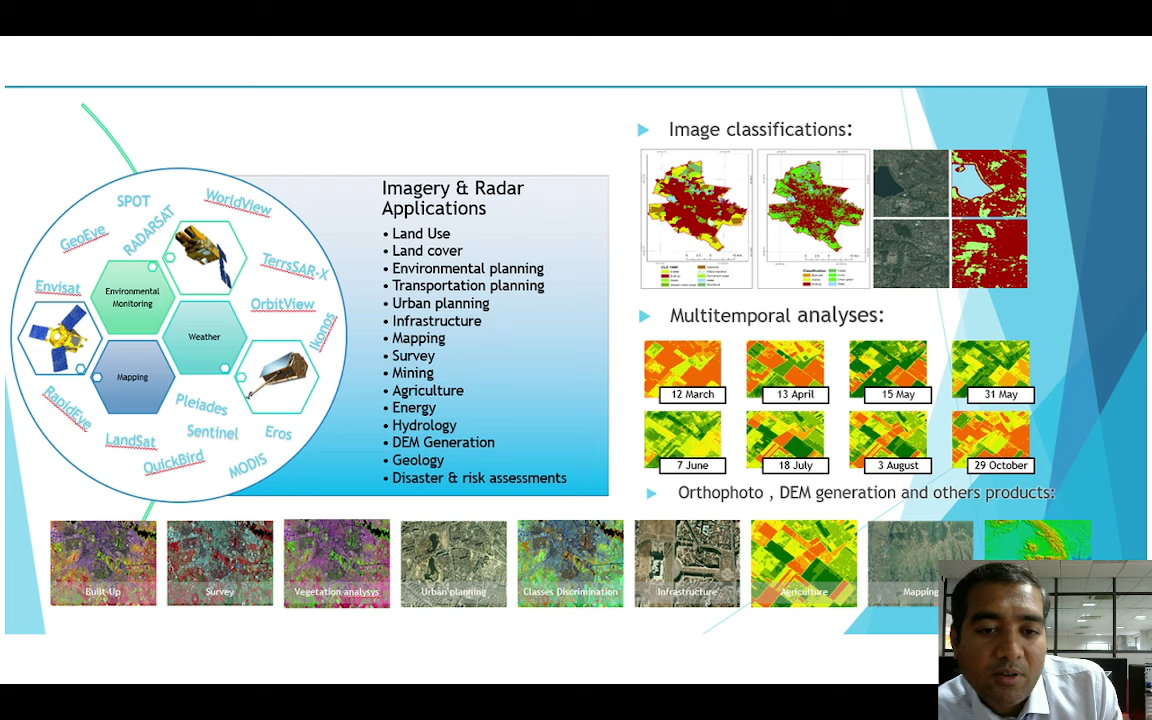 SPOT
WorldView
RADARSAT
GeoEye
TerrsSAR-X
Envisat
OrbitView
Ikonos
Environmental
Monitoring
Weather
Mapping
RapidEye
Pleiades
LandSat
Sentinel
Eros
QuickBird
MODIS
Imagery & Radar
Applications
• Land Use
• Land cover
• Environmental planning
• Transportation planning
• Urban planning
• Infrastructure
• Mapping
• Survey
• Mining
• Agriculture
• Energy
• Hydrology
• DEM Generation
• Geology
• Disaster & risk assessments
Image classifications:
Multitemporal analyses:
12 March
13 April
15 May
31 May
7 June
18 July
3 August
29 October
Orthophoto , DEM generation and others products:
Built-Up
Survey
Vegetation analysys
Urban planning
Classes Discrimination
Infrastructure
Agriculture
Mapping